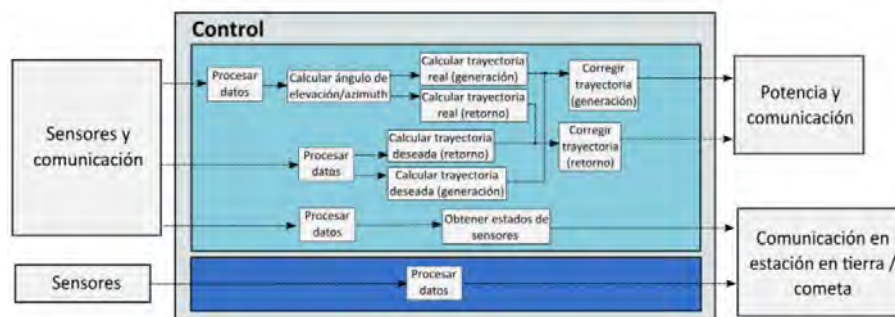 Control
Sensores y
comunicación
Procesar
datos
Calcular ángulo de
elevación/azimuth
Calcular trayectoria
real (generación)
Calcular trayectoria
real (retorno)
Corregir
trayectoria
(generación)
Potencia y
comunicación
Procesar
datos
Calcular trayectoria
deseada (retorno)
Calcular trayectoria
deseada (generación)
Corregir
trayectoria
(retorno)
Procesar
datos
Obtener estados de
sensores
Comunicación en
estación en tierra /
cometa
Sensores
Procesar
datos